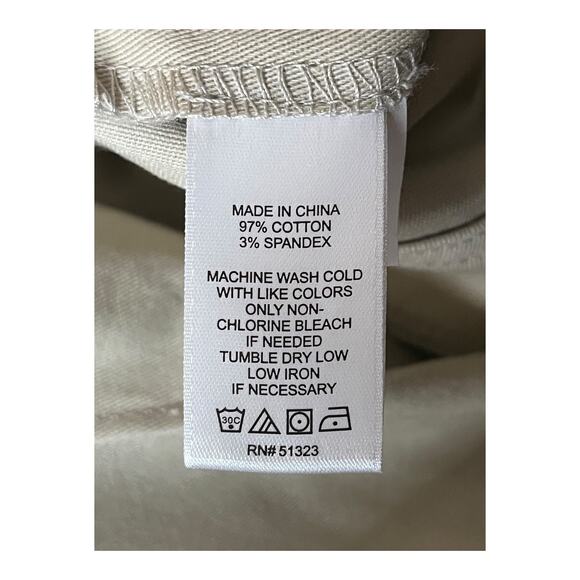 MADE IN CHINA
97% COTTON
3% SPANDEX
MACHINE WASH COLD
WITH LIKE COLORS
ONLY NON-
CHLORINE BLEACH
IF NEEDED
TUMBLE DRY LOW
LOW IRON
IF NECESSARY
30C
RN# 51323